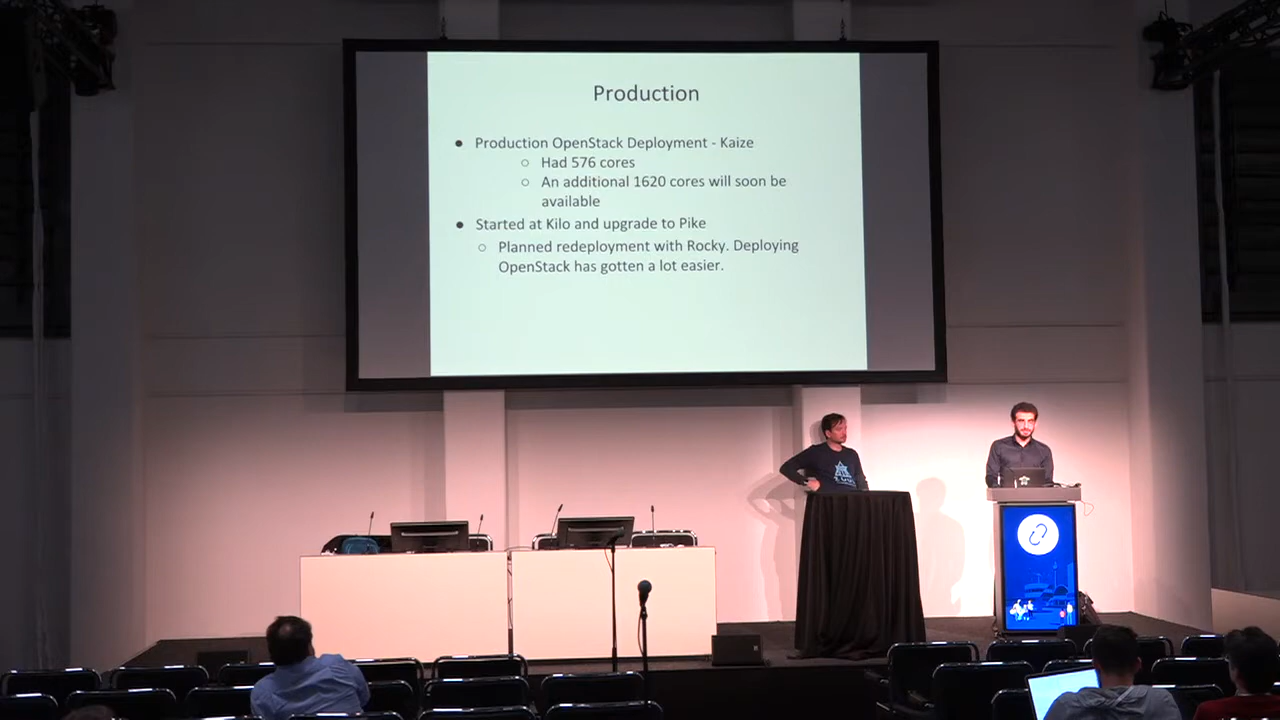 Production
● Production OpenStack Deployment - Kaize
○ Had 576 cores
○ An additional 1620 cores will soon be
available
● Started at Kilo and upgrade to Pike
○ Planned redeployment with Rocky. Deploying
OpenStack has gotten a lot easier.